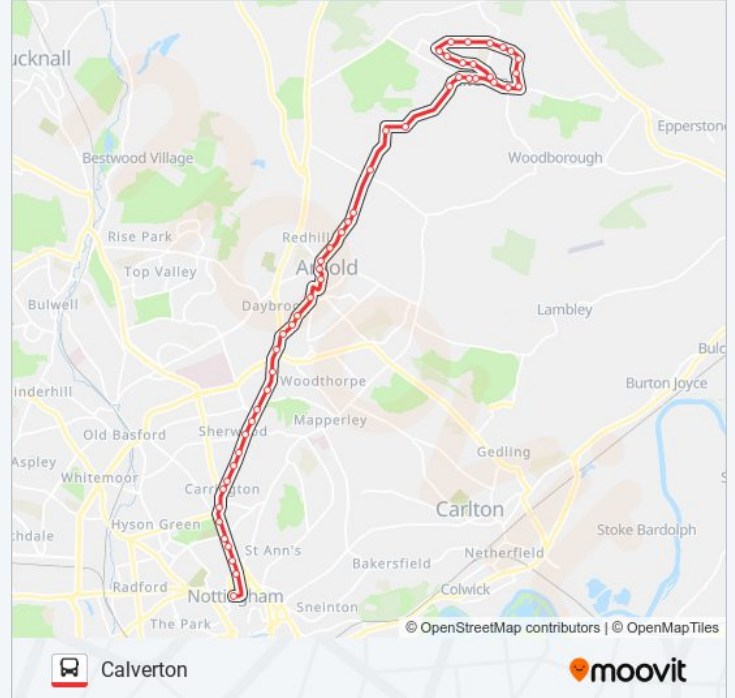 ucknall
Epperstone
Bestwood Village
Woodborough
Rise Park
Redhill
Arnold
Top Valley
Bulwell
Daybro
Lambley
Bulc
inderhill
Woodthorpe
Burton Joyce
Mapperley
Old Basford
Sherwood
Aspley
Gedling
Whitemoor
Carrington
Carlton
Hyson Green
Stoke Bardolph
chdale
St Ann's
Netherfield
Bakersfield
Radford
Colwick
Nottingham
Sneinton
The Park
© OpenStreetMap contributors | © OpenMapTiles
Calverton
moovit